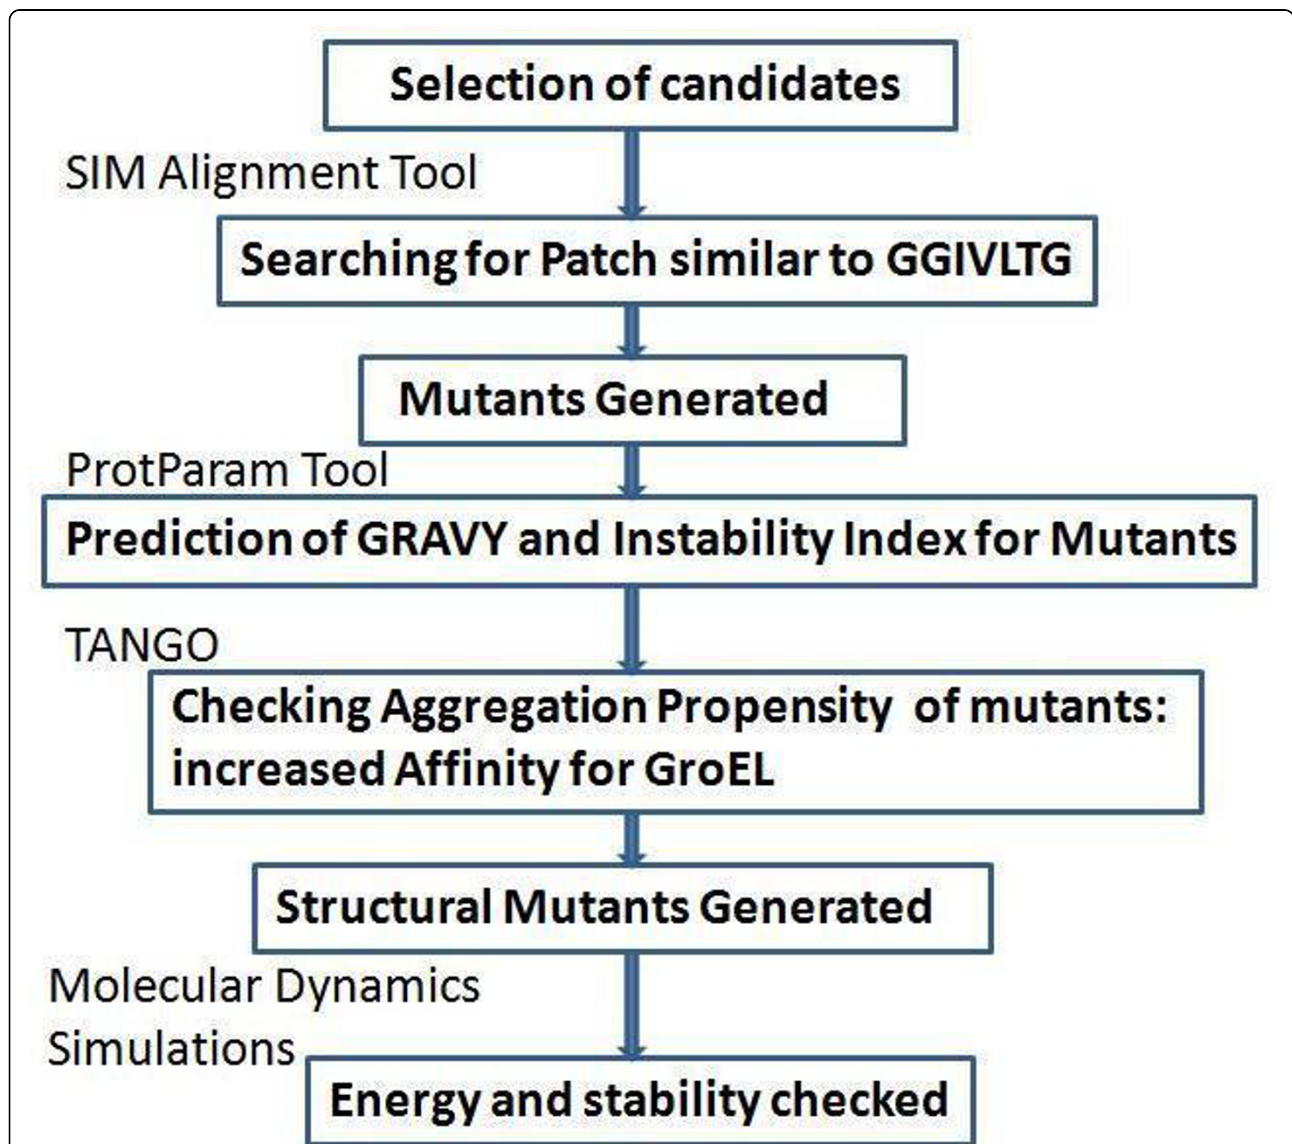 Selection of candidates
SIM Alignment Tool
Searching for Patch similar to GGIVLTG
Mutants Generated
ProtParam Tool
Prediction of GRAVY and Instability Index for Mutants
TANGO
Checking Aggregation Propensity of mutants:
increased Affinity for GroEL
Structural Mutants Generated
Molecular Dynamics
Simulations
Energy and stability checked